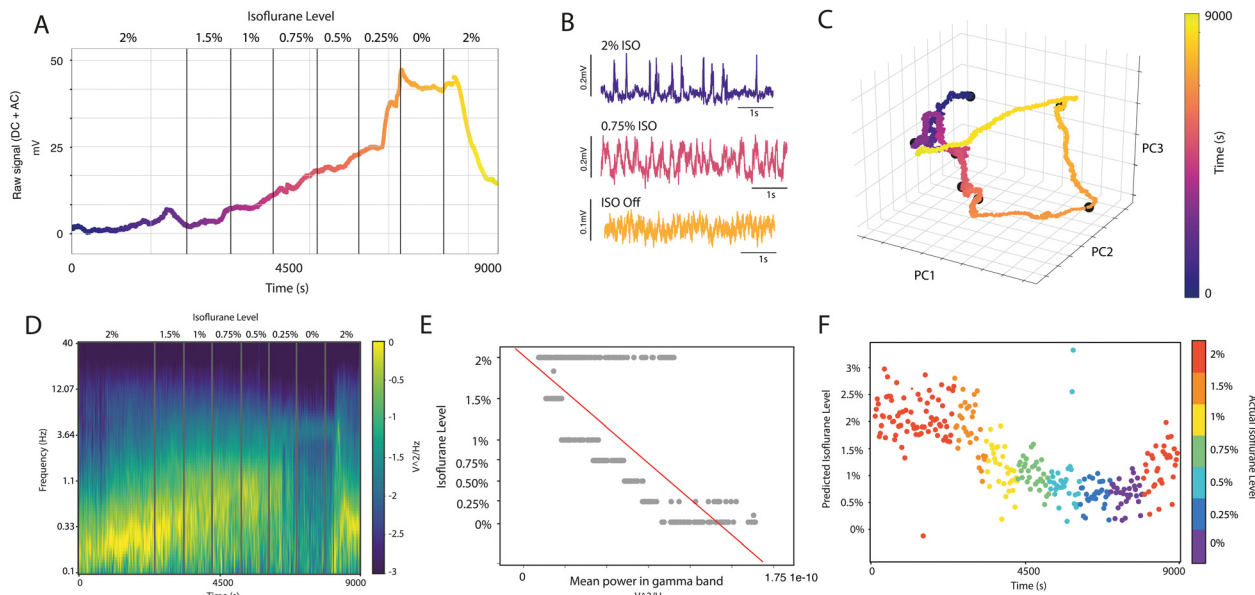 A
Isoflurane Level
2% 1.5% 1% 0.75% 0.5% 0.25% 0% 2%
50
25
0
Raw signal (DC + AC)
mV
0 4500 9000
Time (s)
B
2% ISO
0.2mV
1s
0.75% ISO
0.2mV
1s
ISO Off
0.1mV
1s
C
PC3
PC2
PC1
9000
Time (s)
0
D
Isoflurane Level
2% 1.5% 1% 0.75% 0.5% 0.25% 0% 2%
40
12.07
3.64
1.11
0.33
0.1
Frequency (Hz)
0 4500 9000
Time (s)
0
-0.5
-1
-1.5
-2
-2.5
-3
V^2/Hz
E
2%
1.5%
1%
0.75%
0.50%
0.25%
0%
Isoflurane Level
0 Mean power in gamma band 1.75 1e-10
F
3%
2.5%
2%
1.5%
1%
0.5%
0%
Predicted Isoflurane Level
0 4500 9000
Time (s)
2%
1.5%
1%
0.75%
0.5%
0.25%
0%
Actual Isoflurane Level